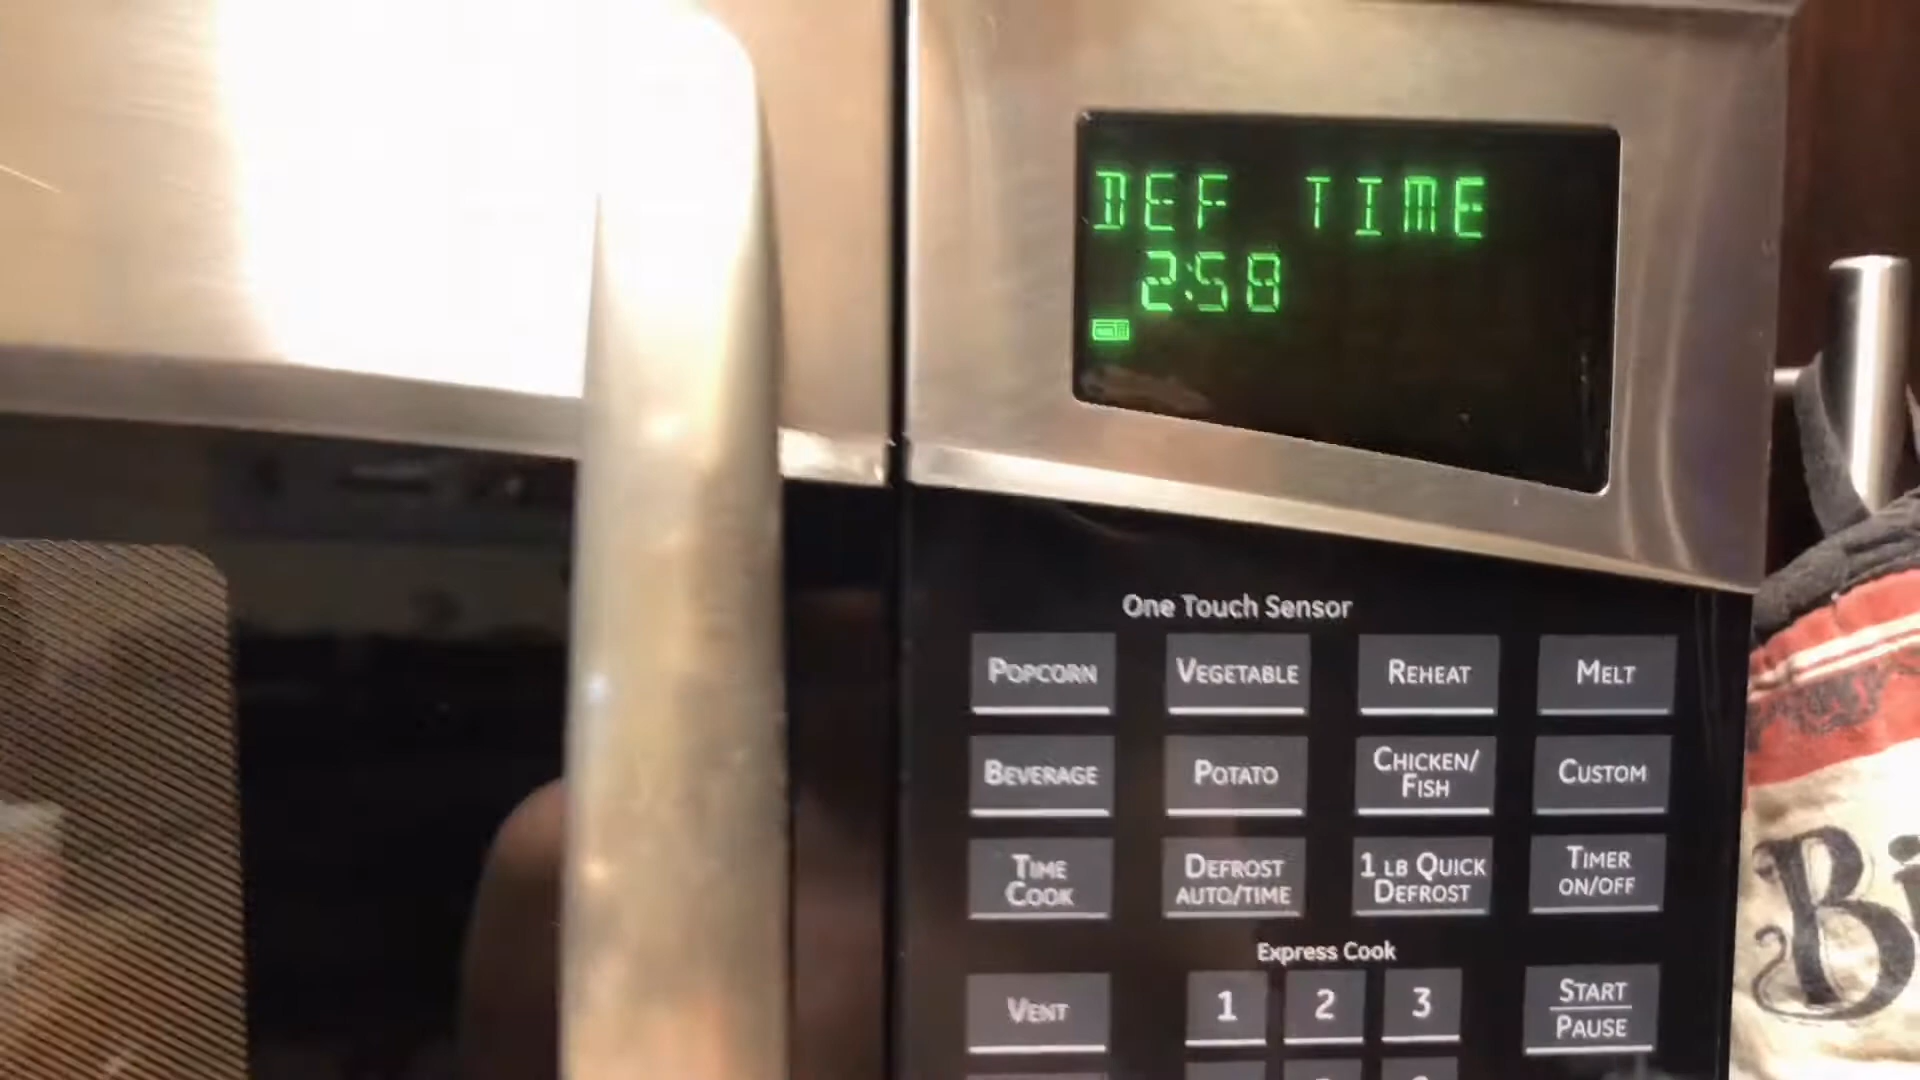 DEF TIME
2:58
One Touch Sensor
POPCORN
VEGETABLE
REHEAT
MELT
BEVERAGE
POTATO
CHICKEN/
FISH
CUSTOM
TIME
COOK
DEFROST
AUTO/TIME
1 LB QUICK
DEFROST
TIMER
ON/OFF
Express Cook
VENT
1
2
3
START
PAUSE
Bi